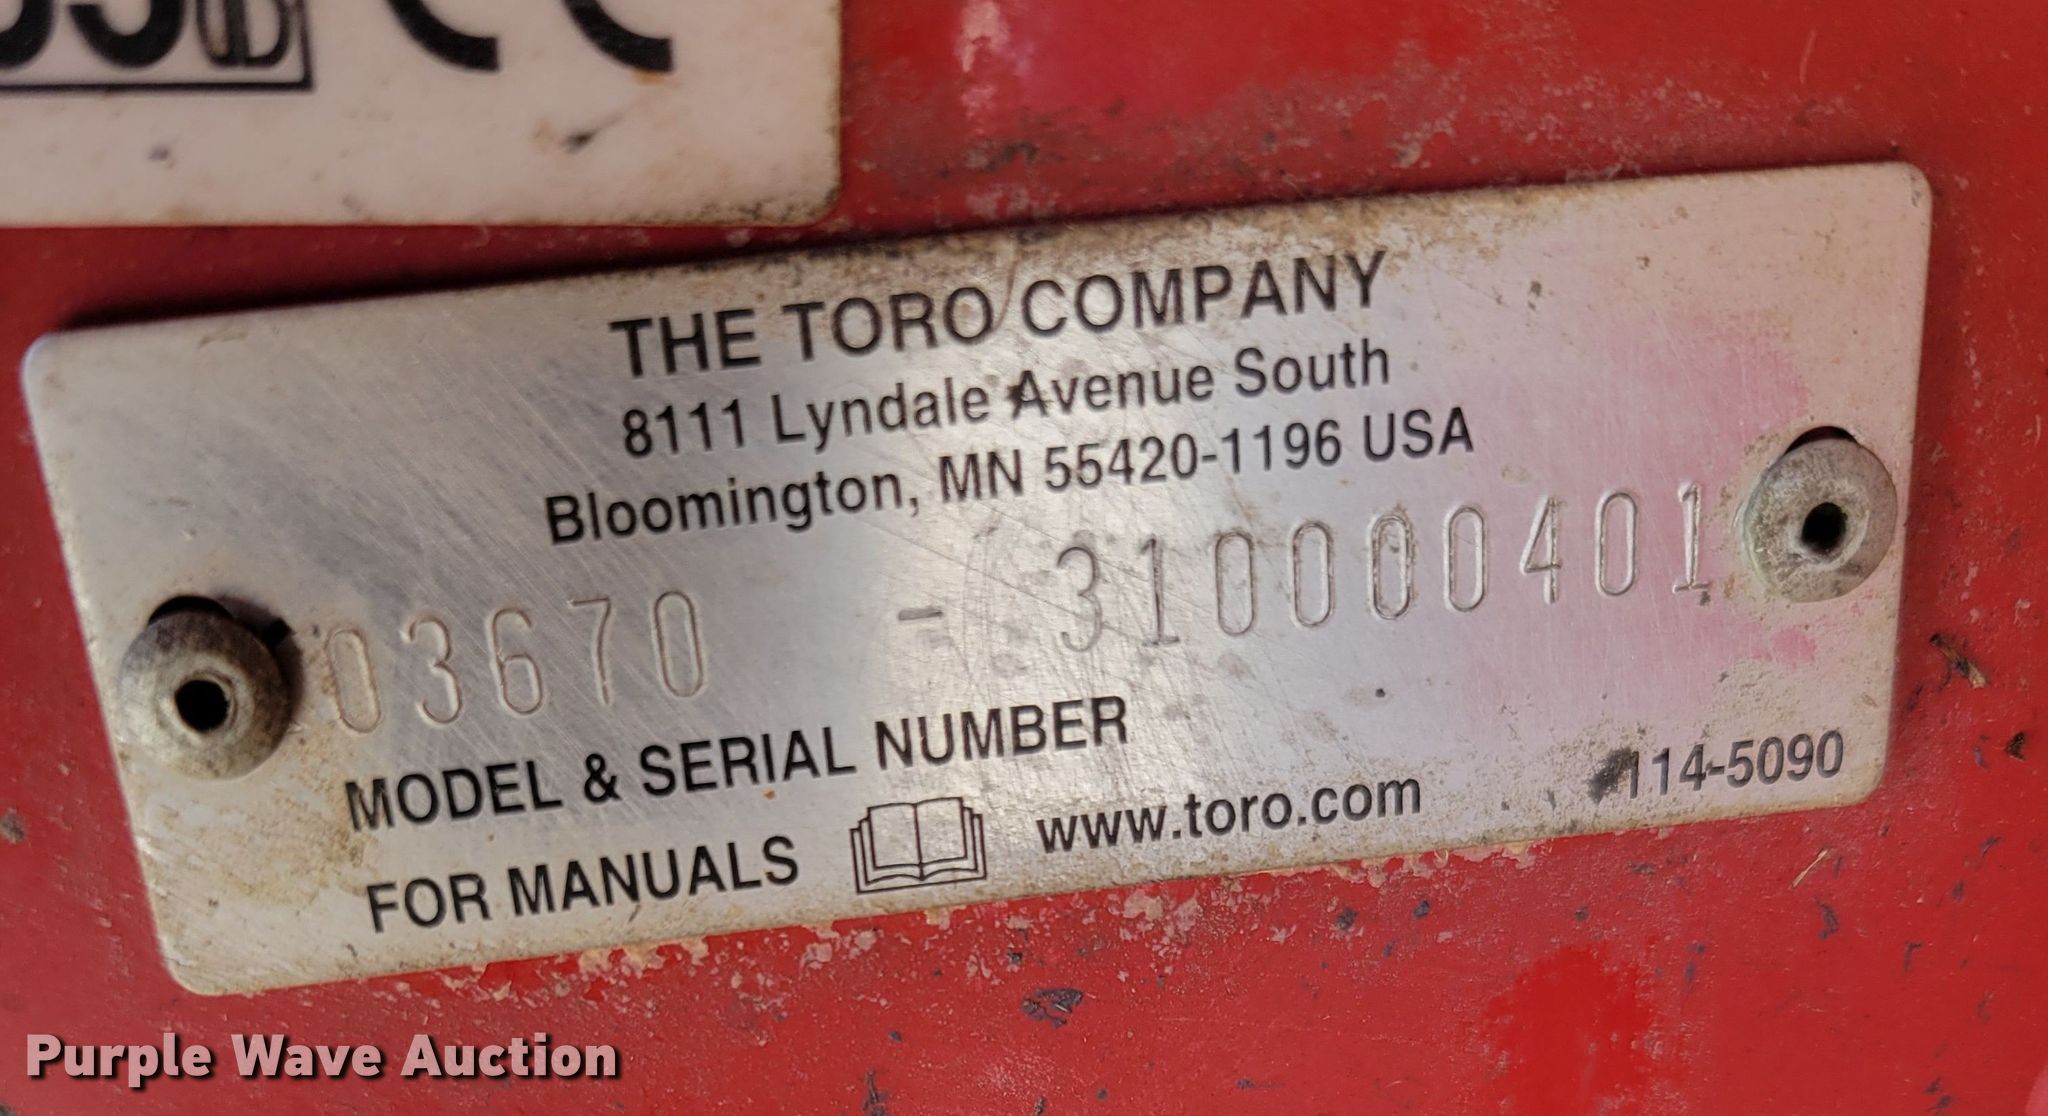 THE TORO COMPANY
8111 Lyndale Avenue South
Bloomington, MN 55420-1196 USA
03670 - 310000401
MODEL & SERIAL NUMBER
FOR MANUALS www.toro.com 114-5090
Purple Wave Auction